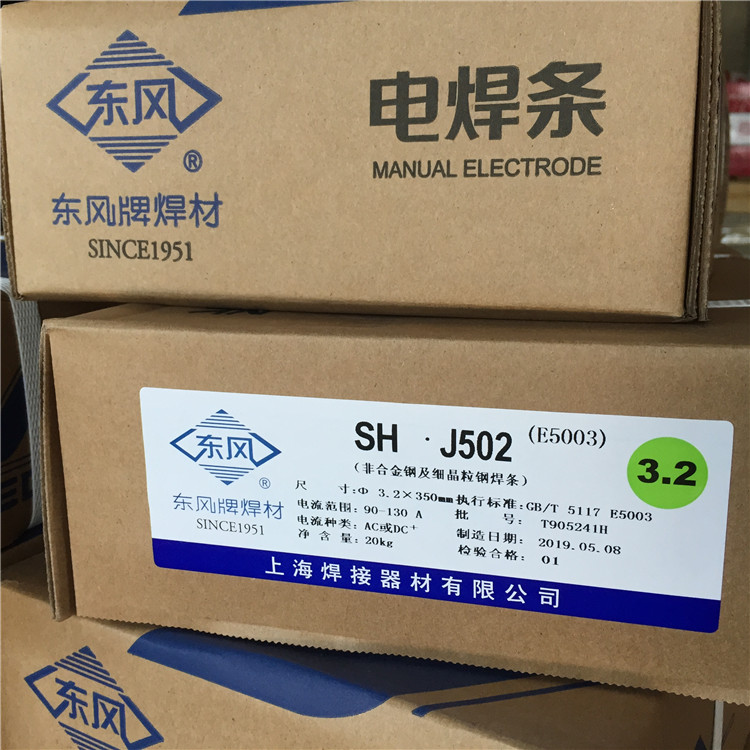 东风
®
东风牌焊材
SINCE1951
电焊条
MANUAL ELECTRODE
东风
®
东风牌焊材
SINCE1951
SH·J502 (E5003)
(非合金钢及细晶粒钢焊条)
3.2
尺 寸:Φ 3.2×350mm 执行标准:GB/T 5117 E5003
电流范围: 90-130 A 批 号: T905241H
电流种类: AC或DC+ 制造日期: 2019.05.08
净 含 量: 20kg 检验合格: 01
上海焊接器材有限公司
东风
®